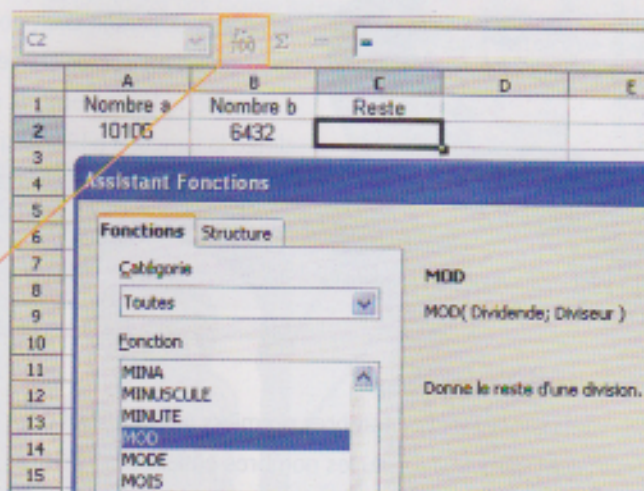 C2 f(x) Σ = =
A B C D E
1 Nombre a Nombre b Reste
2 10106 6432
3
4 Assistant Fonctions
5
6 Fonctions Structure
7 Catégorie MOD
8 Toutes
9 MOD( Dividende; Diviseur )
10 Fonction
11 MINA
12 MINUSCULE Donne le reste d'une division.
13 MINUTE
14 MOD
MODE
15 MOIS